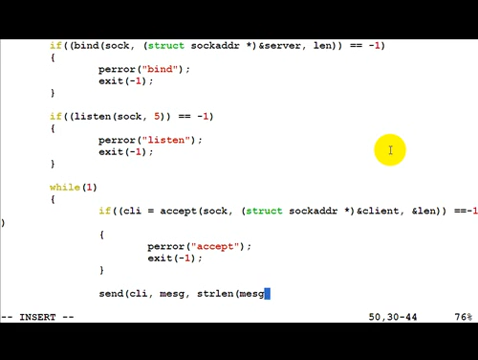 if((bind(sock, (struct sockaddr *)&server, len)) == -1)
{
perror("bind");
exit(-1);
}
if((listen(sock, 5)) == -1)
{
perror("listen");
exit(-1);
}
while(1)
{
if((cli = accept(sock, (struct sockaddr *)&client, &len)) ==-1
)
{
perror("accept");
exit(-1);
}
send(cli, mesg, strlen(mesg
-- INSERT -- 50,30-44 76%